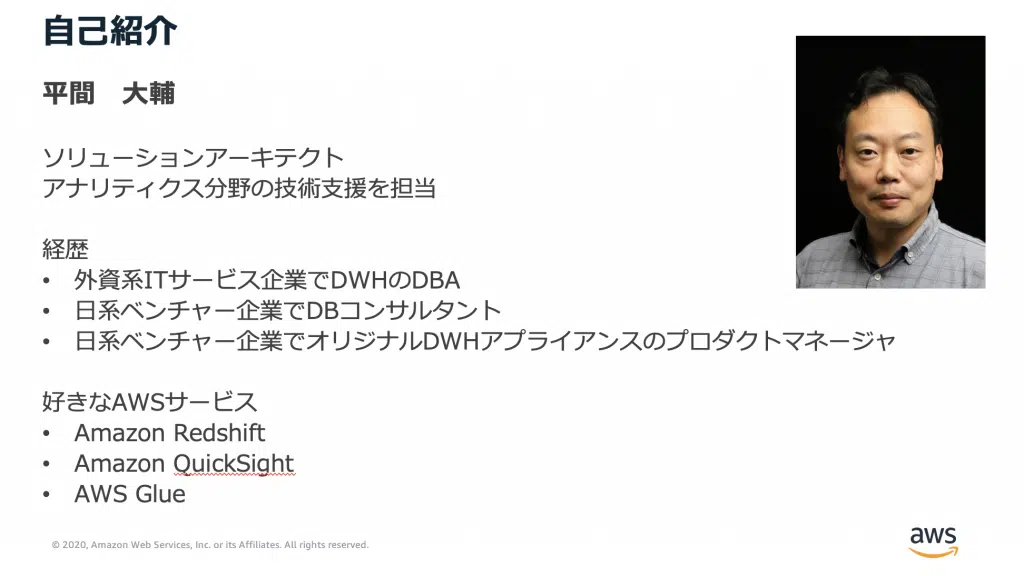 自己紹介
平間　大輔
ソリューションアーキテクト
アナリティクス分野の技術支援を担当
経歴
• 外資系ITサービス企業でDWHのDBA
• 日系ベンチャー企業でDBコンサルタント
• 日系ベンチャー企業でオリジナルDWHアプライアンスのプロダクトマネージャ
好きなAWSサービス
• Amazon Redshift
• Amazon QuickSight
• AWS Glue
© 2020, Amazon Web Services, Inc. or its Affiliates. All rights reserved.
aws